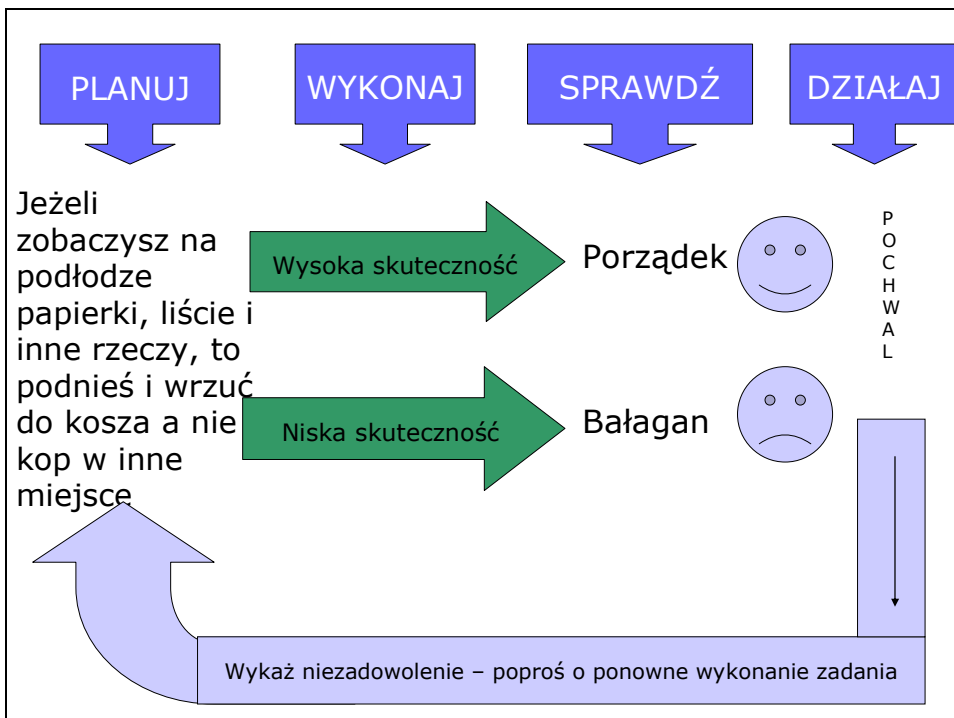 PLANUJ
WYKONAJ
SPRAWDŹ
DZIAŁAJ
Jeżeli
zobaczysz na
podłodze
papierki, liście i
inne rzeczy, to
podnieś i wrzuć
do kosza a nie
kop w inne
miejsce
Wysoka skuteczność
Porządek
POCHWAL
Niska skuteczność
Bałagan
Wykaż niezadowolenie – poproś o ponowne wykonanie zadania